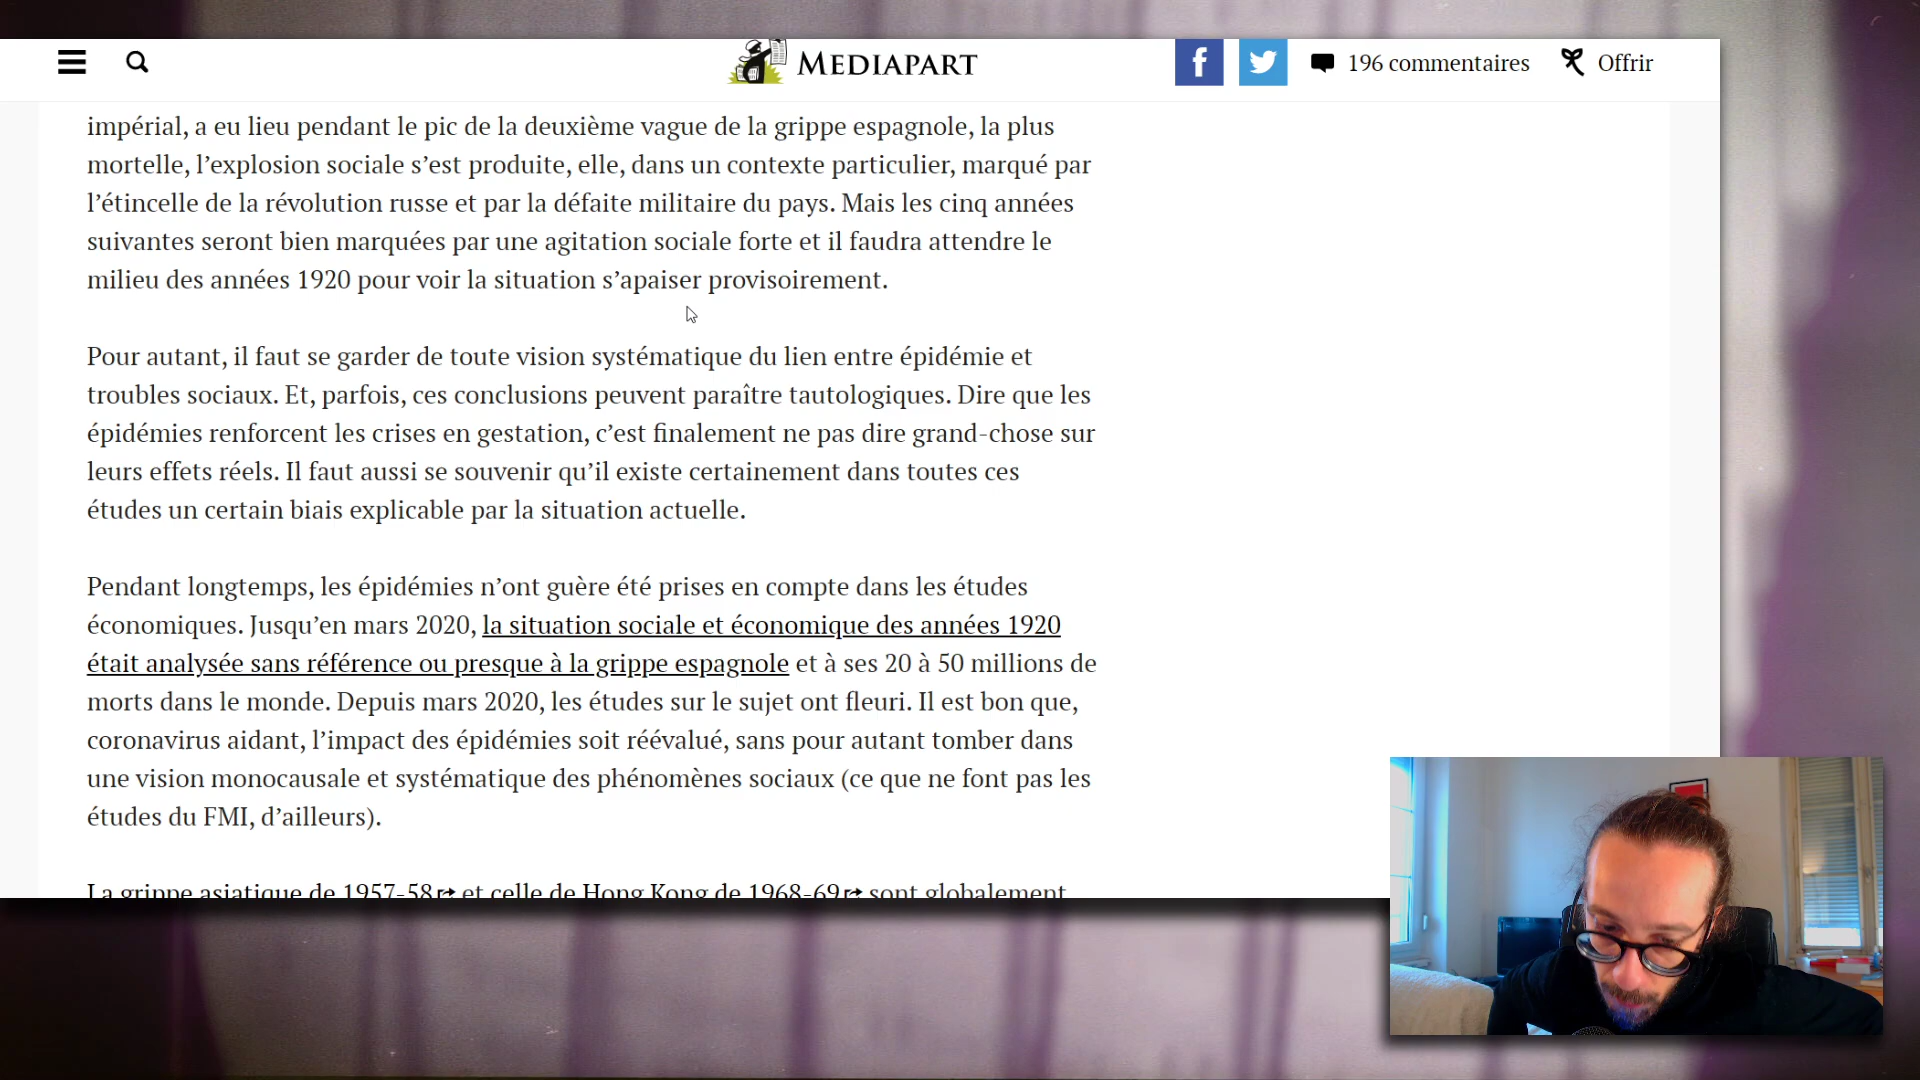 MEDIAPART
196 commentaires
Offrir
impérial, a eu lieu pendant le pic de la deuxième vague de la grippe espagnole, la plus
mortelle, l’explosion sociale s’est produite, elle, dans un contexte particulier, marqué par
l’étincelle de la révolution russe et par la défaite militaire du pays. Mais les cinq années
suivantes seront bien marquées par une agitation sociale forte et il faudra attendre le
milieu des années 1920 pour voir la situation s’apaiser provisoirement.
Pour autant, il faut se garder de toute vision systématique du lien entre épidémie et
troubles sociaux. Et, parfois, ces conclusions peuvent paraître tautologiques. Dire que les
épidémies renforcent les crises en gestation, c’est finalement ne pas dire grand-chose sur
leurs effets réels. Il faut aussi se souvenir qu’il existe certainement dans toutes ces
études un certain biais explicable par la situation actuelle.
Pendant longtemps, les épidémies n’ont guère été prises en compte dans les études
économiques. Jusqu’en mars 2020, la situation sociale et économique des années 1920
était analysée sans référence ou presque à la grippe espagnole et à ses 20 à 50 millions de
morts dans le monde. Depuis mars 2020, les études sur le sujet ont fleuri. Il est bon que,
coronavirus aidant, l’impact des épidémies soit réévalué, sans pour autant tomber dans
une vision monocausale et systématique des phénomènes sociaux (ce que ne font pas les
études du FMI, d’ailleurs).
La grippe asiatique de 1957-58 et celle de Hong Kong de 1968-69 sont globalement